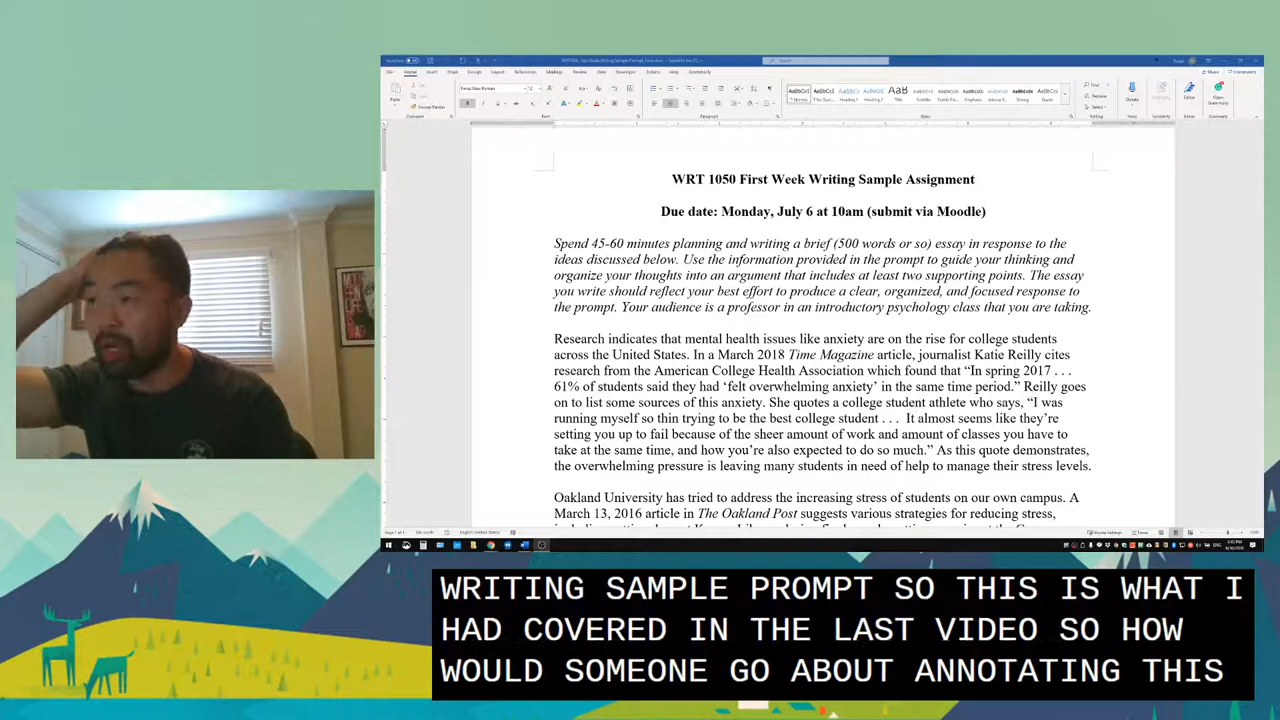 Search
Share
Comments
Times New Roman
Format Painter
Clipboard
Font
Paragraph
Styles
WRT 1050 First Week Writing Sample Assignment
Due date: Monday, July 6 at 10am (submit via Moodle)
Spend 45-60 minutes planning and writing a brief (500 words or so) essay in response to the
ideas discussed below. Use the information provided in the prompt to guide your thinking and
organize your thoughts into an argument that includes at least two supporting points. The essay
you write should reflect your best effort to produce a clear, organized, and focused response to
the prompt. Your audience is a professor in an introductory psychology class that you are taking.
Research indicates that mental health issues like anxiety are on the rise for college students
across the United States. In a March 2018 Time Magazine article, journalist Katie Reilly cites
research from the American College Health Association which found that “In spring 2017 . . .
61% of students said they had ‘felt overwhelming anxiety’ in the same time period.” Reilly goes
on to list some sources of this anxiety. She quotes a college student athlete who says, “I was
running myself so thin trying to be the best college student . . . It almost seems like they’re
setting you up to fail because of the sheer amount of work and amount of classes you have to
take at the same time, and how you’re also expected to do so much.” As this quote demonstrates,
the overwhelming pressure is leaving many students in need of help to manage their stress levels.
Oakland University has tried to address the increasing stress of students on our own campus. A
March 13, 2016 article in The Oakland Post suggests various strategies for reducing stress,
WRITING SAMPLE PROMPT SO THIS IS WHAT I
HAD COVERED IN THE LAST VIDEO SO HOW
WOULD SOMEONE GO ABOUT ANNOTATING THIS